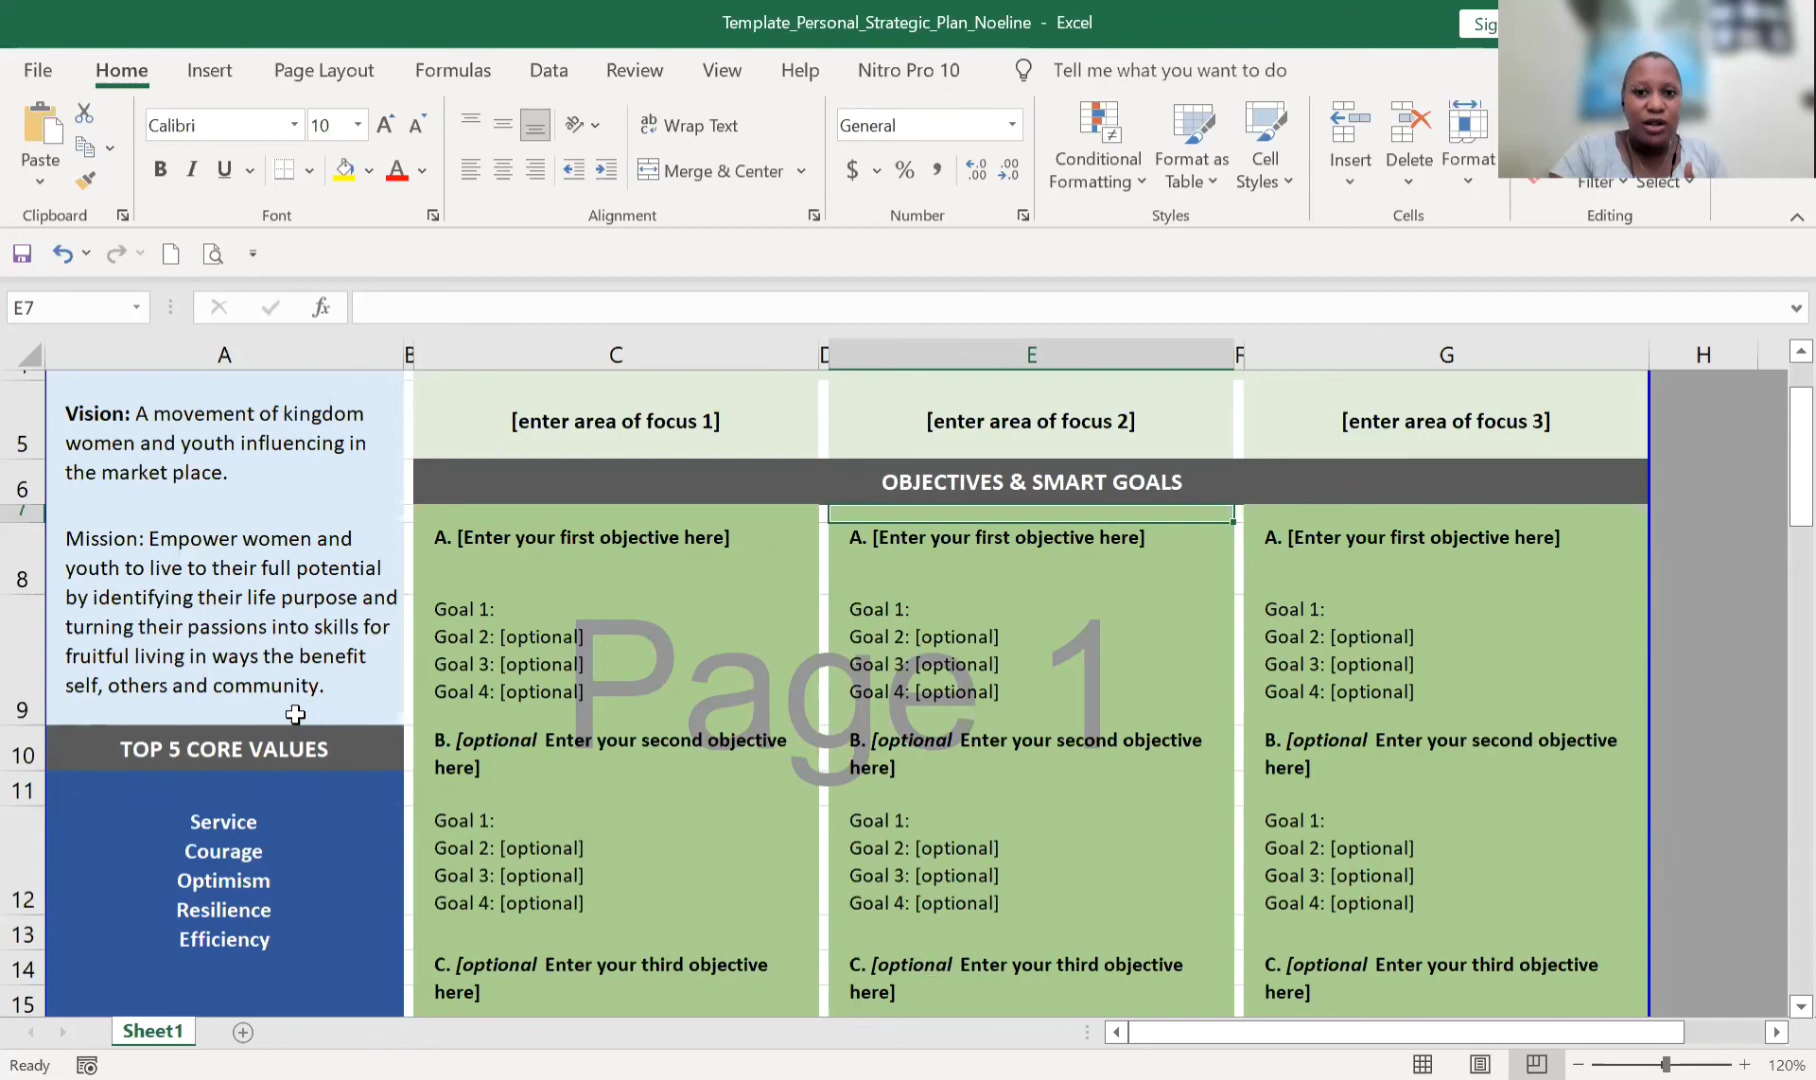 Template_Personal_Strategic_Plan_Noeline - Excel
Sig
File Home Insert Page Layout Formulas Data Review View Help Nitro Pro 10 Tell me what you want to do
Paste
Clipboard
Calibri 10
B I U
Font
ab Wrap Text
Merge & Center
Alignment
General
$ % ,
Number
Conditional Formatting
Format as Table
Cell Styles
Styles
Insert
Delete
Format
Cells
Filter Select
Editing
E7
fx
A B C D E F G H
5
6
7
8
9
10
11
12
13
14
15
Vision: A movement of kingdom
women and youth influencing in
the market place.
Mission: Empower women and
youth to live to their full potential
by identifying their life purpose and
turning their passions into skills for
fruitful living in ways the benefit
self, others and community.
TOP 5 CORE VALUES
Service
Courage
Optimism
Resilience
Efficiency
[enter area of focus 1]
[enter area of focus 2]
[enter area of focus 3]
OBJECTIVES & SMART GOALS
A. [Enter your first objective here]
Goal 1:
Goal 2: [optional]
Goal 3: [optional]
Goal 4: [optional]
B. [optional Enter your second objective
here]
Goal 1:
Goal 2: [optional]
Goal 3: [optional]
Goal 4: [optional]
C. [optional Enter your third objective
here]
A. [Enter your first objective here]
Goal 1:
Goal 2: [optional]
Goal 3: [optional]
Goal 4: [optional]
B. [optional Enter your second objective
here]
Goal 1:
Goal 2: [optional]
Goal 3: [optional]
Goal 4: [optional]
C. [optional Enter your third objective
here]
A. [Enter your first objective here]
Goal 1:
Goal 2: [optional]
Goal 3: [optional]
Goal 4: [optional]
B. [optional Enter your second objective
here]
Goal 1:
Goal 2: [optional]
Goal 3: [optional]
Goal 4: [optional]
C. [optional Enter your third objective
here]
Page 1
Sheet1
Ready
120%